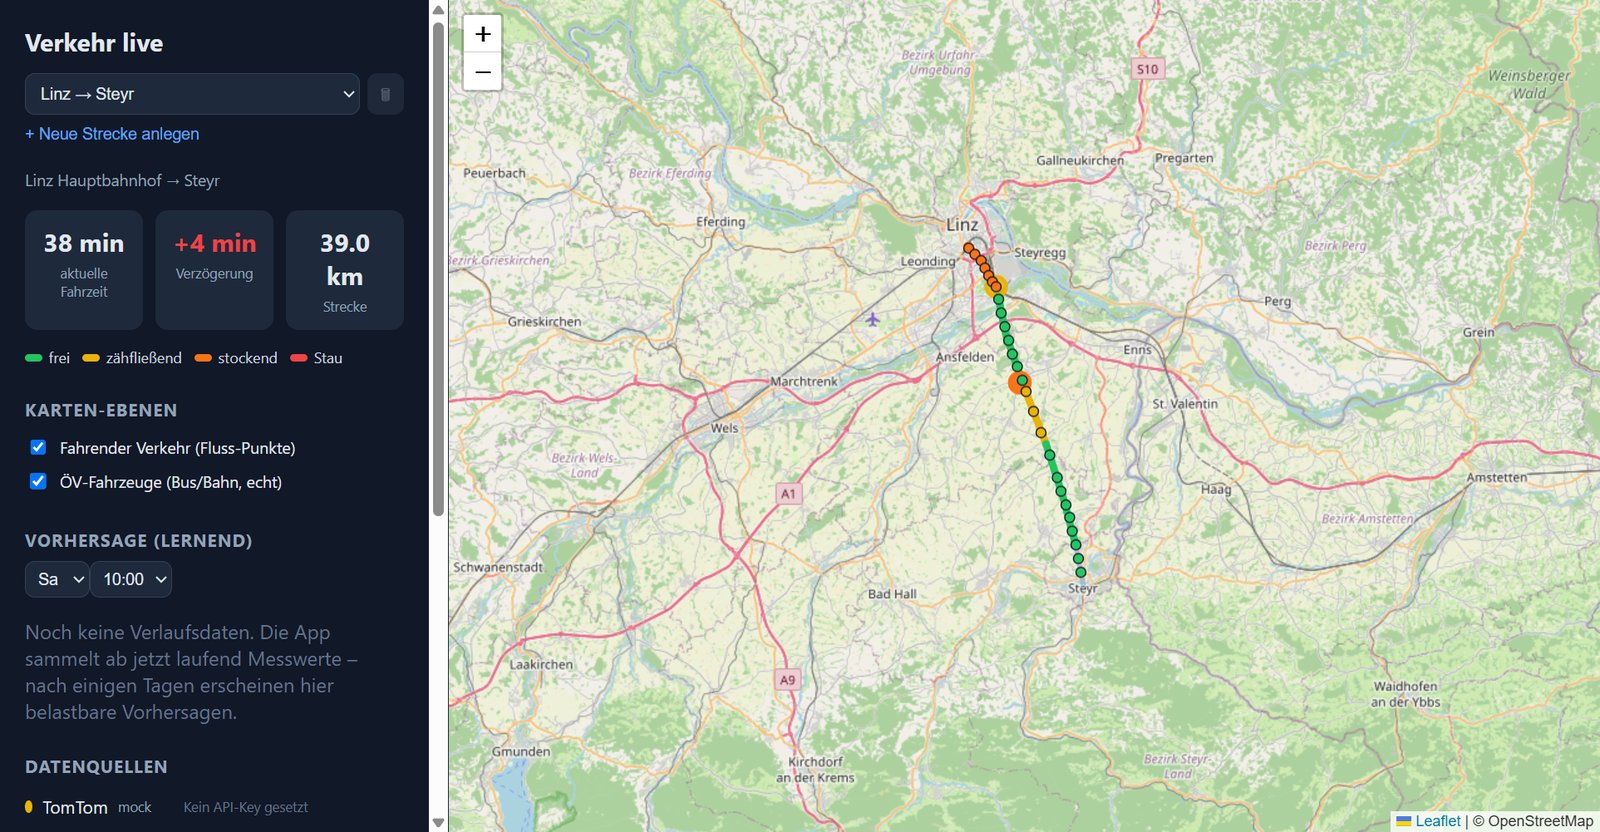 Verkehr live
Linz → Steyr
+ Neue Strecke anlegen
Linz Hauptbahnhof → Steyr
38 min
aktuelle
Fahrzeit
+4 min
Verzögerung
39.0
km
Strecke
frei
zähfließend
stockend
Stau
KARTEN-EBENEN
Fahrender Verkehr (Fluss-Punkte)
ÖV-Fahrzeuge (Bus/Bahn, echt)
VORHERSAGE (LERNEND)
Sa
10:00
Noch keine Verlaufsdaten. Die App
sammelt ab jetzt laufend Messwerte –
nach einigen Tagen erscheinen hier
belastbare Vorhersagen.
DATENQUELLEN
TomTom mock Kein API-Key gesetzt
+
−
Bezirk Urfahr-
Umgebung
S10
Weinsberger
Wald
Gallneukirchen
Pregarten
Peuerbach
Bezirk Eferding
Eferding
Linz
Steyregg
Bezirk Perg
Bezirk Grieskirchen
Leonding
Perg
Grieskirchen
Grein
Ansfelden
Enns
Marchtrenk
St. Valentin
Wels
Bezirk Wels-
Land
Amstetten
A1
Haag
Bezirk Amstetten
Schwanenstadt
Bad Hall
Steyr
Laakirchen
A9
Waidhofen
an der Ybbs
Gmunden
Kirchdorf
an der Krems
Bezirk Steyr-
Land
Leaflet | © OpenStreetMap